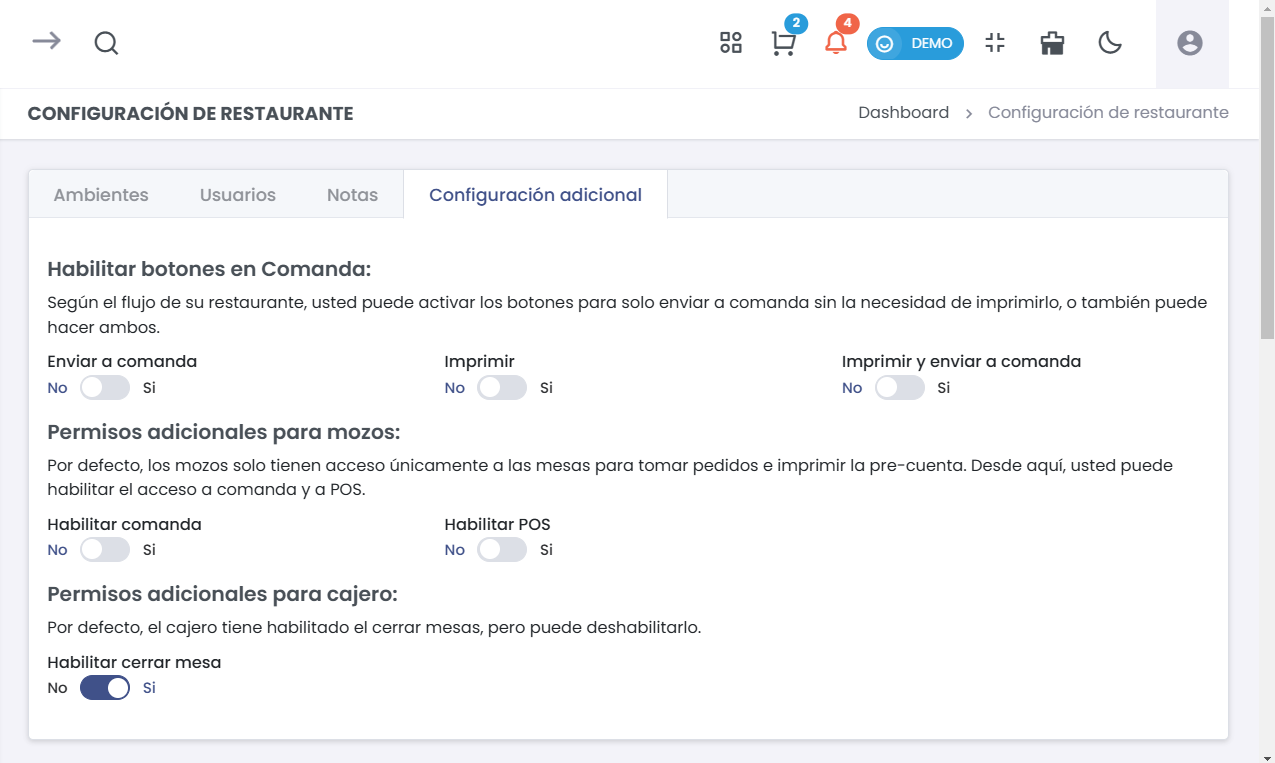 2
4
DEMO
CONFIGURACIÓN DE RESTAURANTE
Dashboard > Configuración de restaurante
Ambientes Usuarios Notas Configuración adicional
Habilitar botones en Comanda:
Según el flujo de su restaurante, usted puede activar los botones para solo enviar a comanda sin la necesidad de imprimirlo, o también puede
hacer ambos.
Enviar a comanda Imprimir Imprimir y enviar a comanda
No Si No Si No Si
Permisos adicionales para mozos:
Por defecto, los mozos solo tienen acceso únicamente a las mesas para tomar pedidos e imprimir la pre-cuenta. Desde aquí, usted puede
habilitar el acceso a comanda y a POS.
Habilitar comanda Habilitar POS
No Si No Si
Permisos adicionales para cajero:
Por defecto, el cajero tiene habilitado el cerrar mesas, pero puede deshabilitarlo.
Habilitar cerrar mesa
No Si